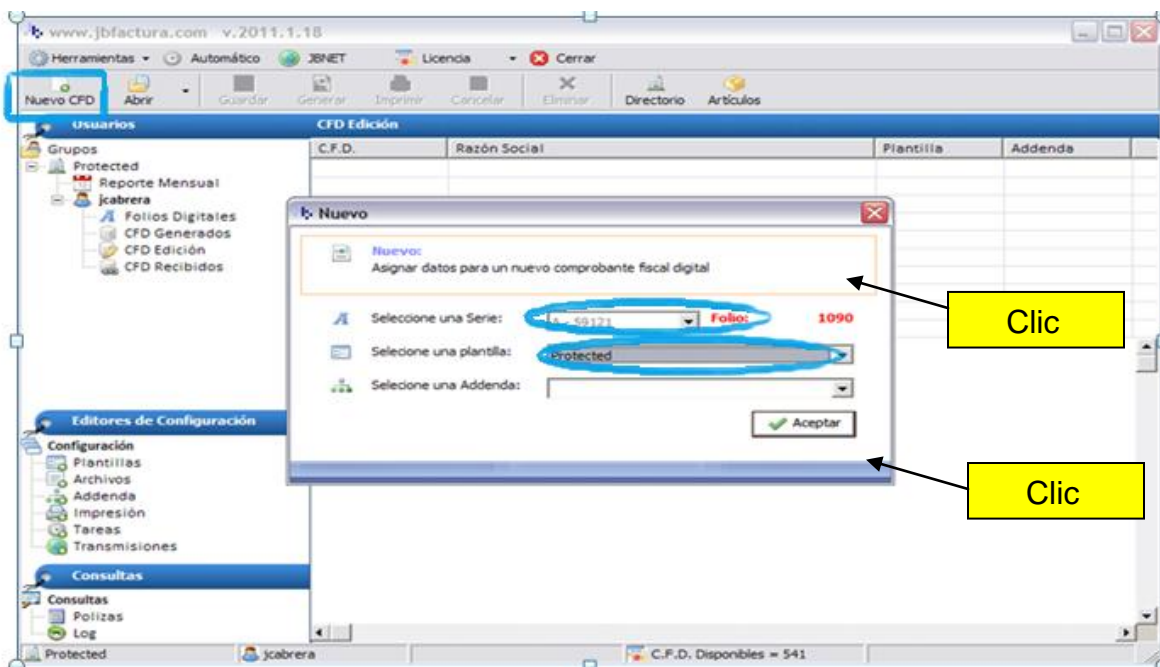 www.jbfactura.com v.2011.1.18
Herramientas Automático JBNET Licencia Cerrar
Nuevo CFD Abrir Guardar Generar Imprimir Cancelar Eliminar Directorio Artículos
Usuarios
CFD Edición
Grupos
Protected
Reporte Mensual
jcabrera
Folios Digitales
CFD Generados
CFD Edición
CFD Recibidos
C.F.D. Razón Social Plantilla Addenda
Nuevo
Nuevo:
Asignar datos para un nuevo comprobante fiscal digital
Seleccione una Serie: A - 59121 Folio: 1090
Selecione una plantilla: Protected
Selecione una Addenda:
Aceptar
Clic
Clic
Editores de Configuración
Configuración
Plantillas
Archivos
Addenda
Impresión
Tareas
Transmisiones
Consultas
Consultas
Polizas
Log
Protected jcabrera C.F.D. Disponibles = 541